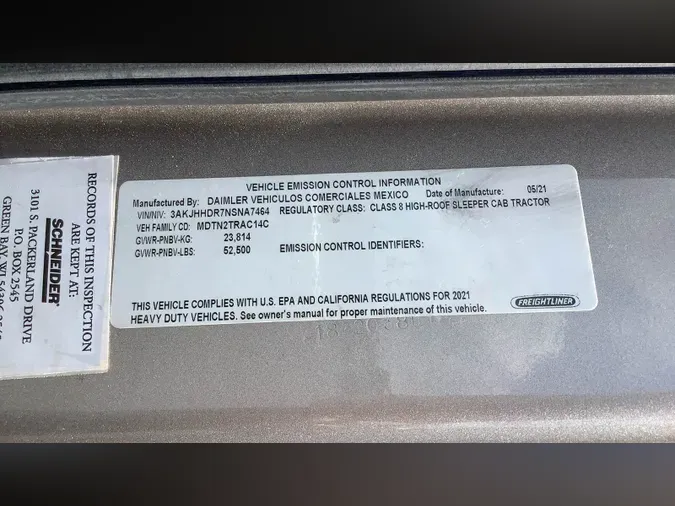 RECORDS OF THIS INSPECTION
ARE KEPT AT:
SCHNEIDER
3101 S. PACKERLAND DRIVE
P.O. BOX 2545
GREEN BAY, WI
VEHICLE EMISSION CONTROL INFORMATION
Manufactured By: DAIMLER VEHICULOS COMERCIALES MEXICO Date of Manufacture: 05/21
VIN/NIV: 3AKJHHDR7NSNA7464 REGULATORY CLASS: CLASS 8 HIGH-ROOF SLEEPER CAB TRACTOR
VEH FAMILY CD: MDTN2TRAC14C
GVWR-PNBV-KG: 23,814
GVWR-PNBV-LBS: 52,500 EMISSION CONTROL IDENTIFIERS:
THIS VEHICLE COMPLIES WITH U.S. EPA AND CALIFORNIA REGULATIONS FOR 2021
HEAVY DUTY VEHICLES. See owner's manual for proper maintenance of this vehicle.
FREIGHTLINER